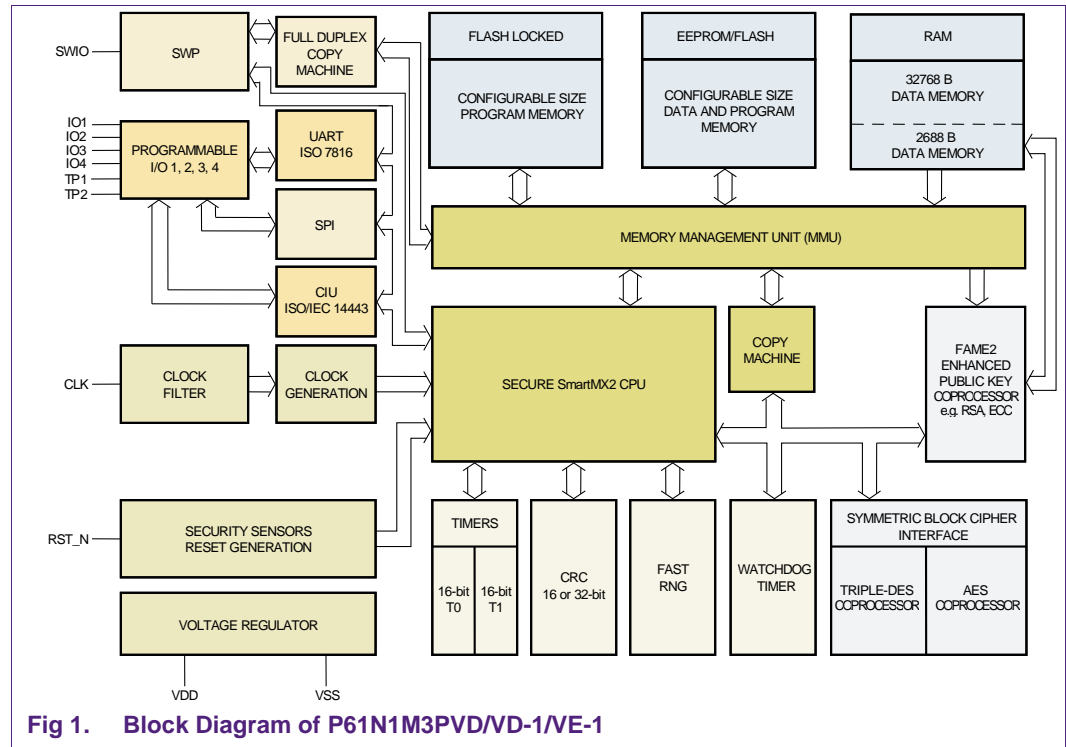 SWIO
SWP
FULL DUPLEX
COPY
MACHINE
FLASH LOCKED
CONFIGURABLE SIZE
PROGRAM MEMORY
EEPROM/FLASH
CONFIGURABLE SIZE
DATA AND PROGRAM
MEMORY
RAM
32768 B
DATA MEMORY
2688 B
DATA MEMORY
IO1
IO2
IO3
IO4
TP1
TP2
PROGRAMMABLE
I/O 1, 2, 3, 4
UART
ISO 7816
SPI
CIU
ISO/IEC 14443
MEMORY MANAGEMENT UNIT (MMU)
CLK
CLOCK
FILTER
CLOCK
GENERATION
SECURE SmartMX2 CPU
COPY
MACHINE
FAME2
ENHANCED
PUBLIC KEY
COPROCESSOR
e.g. RSA, ECC
RST_N
SECURITY SENSORS
RESET GENERATION
TIMERS
16-bit
T0
16-bit
T1
CRC
16 or 32-bit
FAST
RNG
WATCHDOG
TIMER
SYMMETRIC BLOCK CIPHER
INTERFACE
TRIPLE-DES
COPROCESSOR
AES
COPROCESSOR
VOLTAGE REGULATOR
VDD
VSS
Fig 1. Block Diagram of P61N1M3PVD/VD-1/VE-1